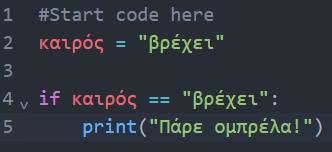 1 #Start code here
2 καιρός = "βρέχει"
3
4 if καιρός == "βρέχει":
5     print("Πάρε ομπρέλα!")